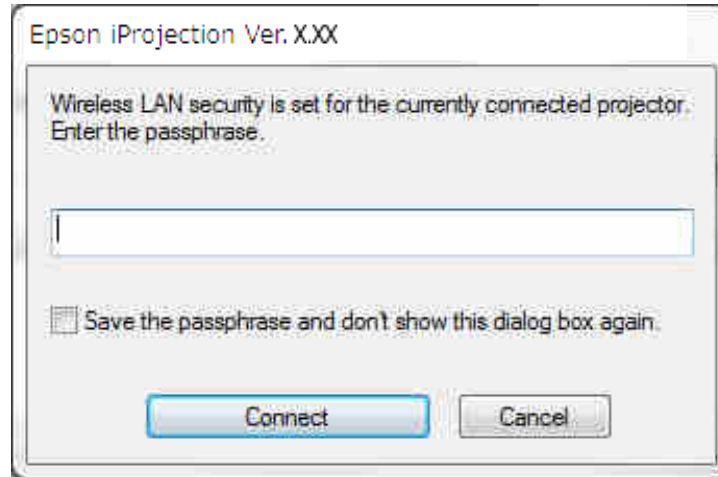 Epson iProjection Ver. X.XX
Wireless LAN security is set for the currently connected projector.
Enter the passphrase.
Save the passphrase and don't show this dialog box again.
Connect
Cancel